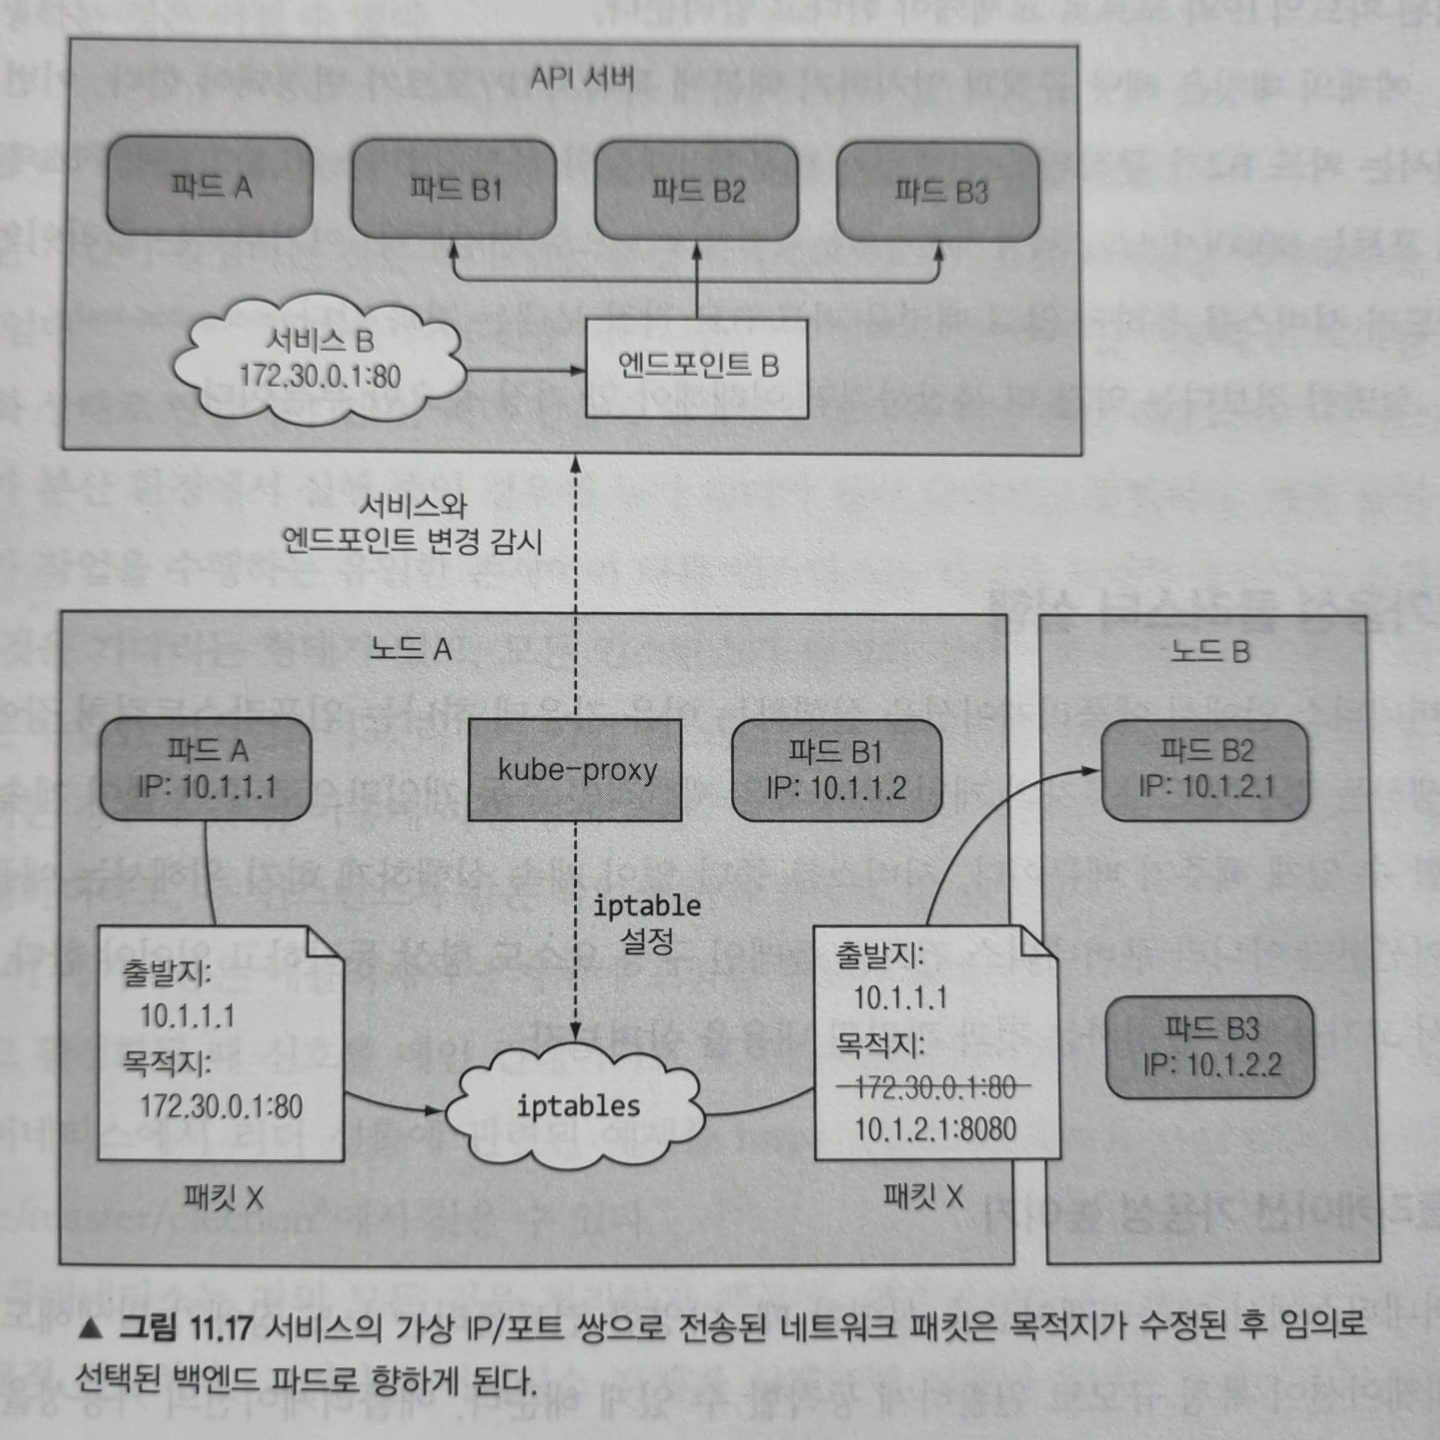 API 서버
파드 A
파드 B1
파드 B2
파드 B3
서비스 B
172.30.0.1:80
엔드포인트 B
서비스와
엔드포인트 변경 감시
노드 A
노드 B
파드 A
IP: 10.1.1.1
kube-proxy
파드 B1
IP: 10.1.1.2
파드 B2
IP: 10.1.2.1
iptable
설정
출발지:
10.1.1.1
목적지:
172.30.0.1:80
iptables
출발지:
10.1.1.1
목적지:
172.30.0.1:80
10.1.2.1:8080
파드 B3
IP: 10.1.2.2
패킷 X
패킷 X
▲ 그림 11.17 서비스의 가상 IP/포트 쌍으로 전송된 네트워크 패킷은 목적지가 수정된 후 임의로
선택된 백엔드 파드로 향하게 된다.